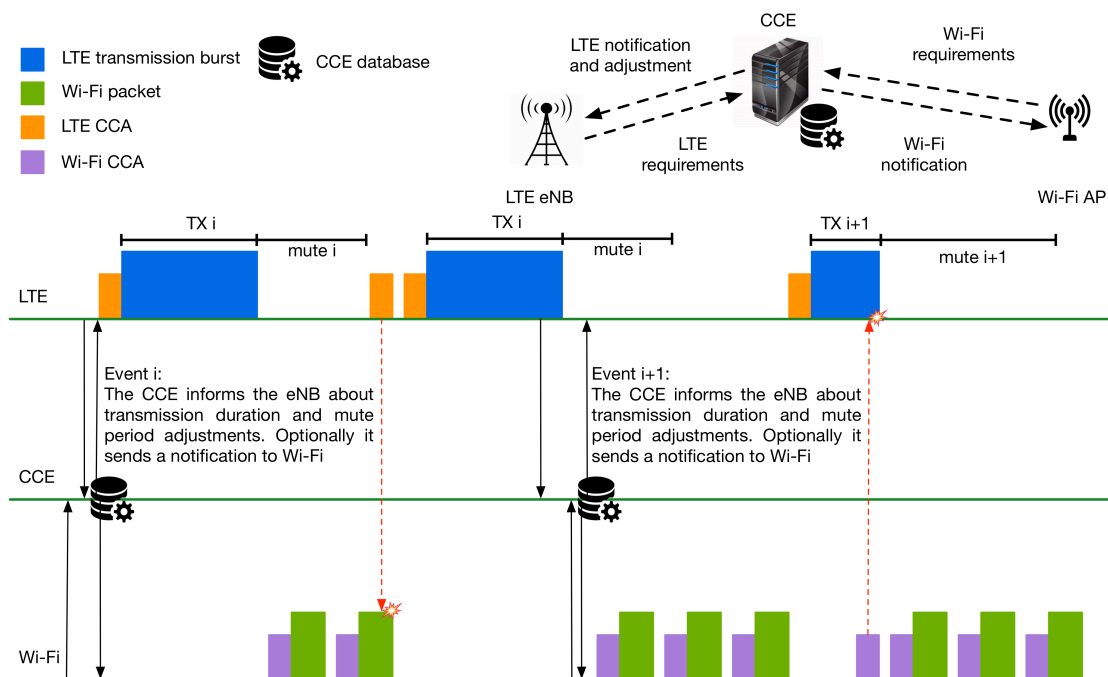 LTE transmission burst
Wi-Fi packet
LTE CCA
Wi-Fi CCA
CCE database
CCE
LTE notification
and adjustment
Wi-Fi
requirements
LTE
requirements
Wi-Fi
notification
LTE eNB
Wi-Fi AP
TX i
mute i
TX i
mute i
TX i+1
mute i+1
LTE
Event i:
The CCE informs the eNB about
transmission duration and mute
period adjustments. Optionally it
sends a notification to Wi-Fi
Event i+1:
The CCE informs the eNB about
transmission duration and mute
period adjustments. Optionally it
sends a notification to Wi-Fi
CCE
Wi-Fi